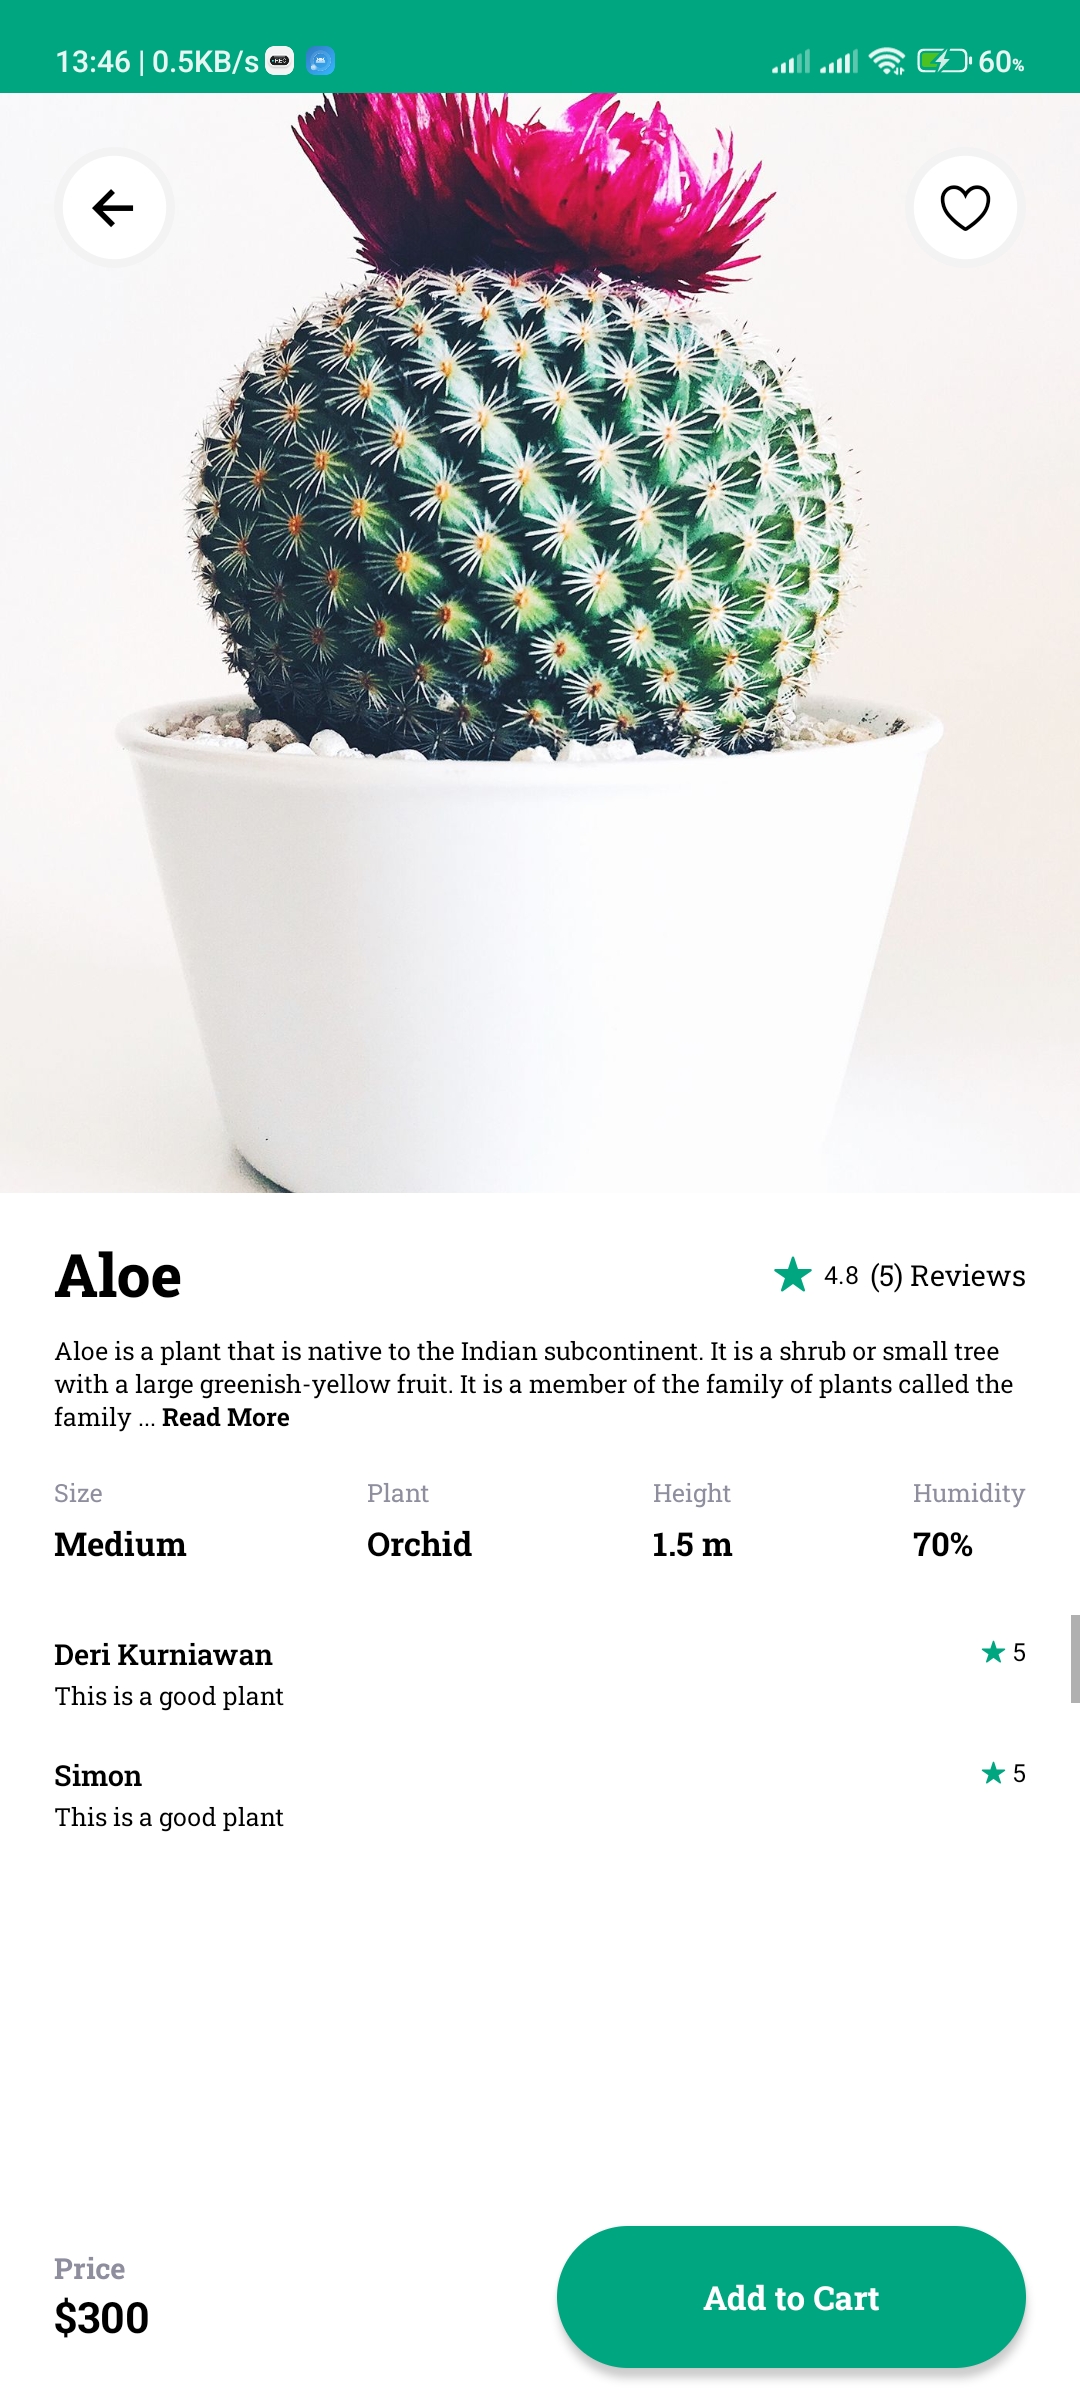 13:46 | 0.5KB/s
60%
Aloe
4.8 (5) Reviews
Aloe is a plant that is native to the Indian subcontinent. It is a shrub or small tree
with a large greenish-yellow fruit. It is a member of the family of plants called the
family ... Read More
Size Plant Height Humidity
Medium Orchid 1.5 m 70%
Deri Kurniawan 5
This is a good plant
Simon 5
This is a good plant
Price
$300
Add to Cart